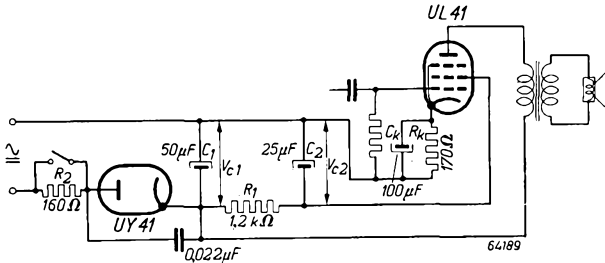 UL 41
50µF C1
Vc1
25µF C2
Vc2
Ck Rk
170Ω
100µF
≂
R2
160Ω
UY 41
R1
1,2 kΩ
0,022µF
64189